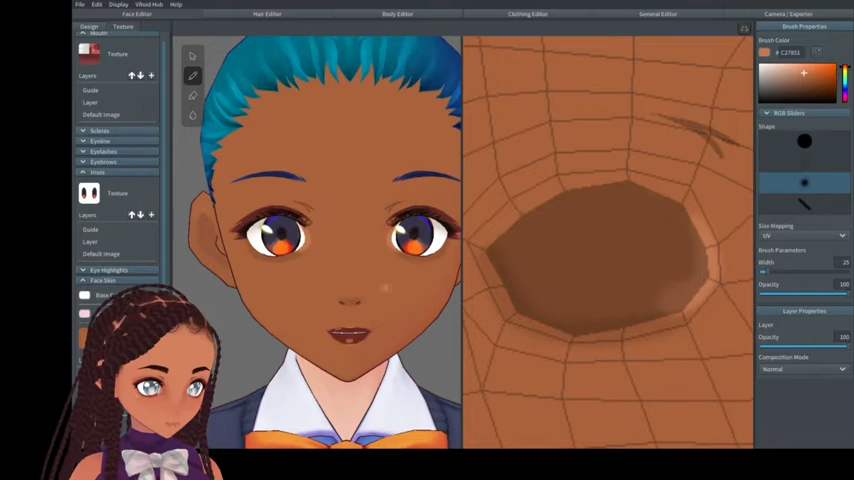 File Edit Display VRoid Hub Help
Face Editor Hair Editor Body Editor Clothing Editor General Editor Camera / Exporter
Design Texture
Mouth
Texture
Layers
Guide
Layer
Default Image
Scleras
Eyeline
Eyelashes
Eyebrows
Irises
Texture
Layers
Guide
Layer
Default Image
Eye Highlights
Face Skin
Base
Brush Properties
Brush Color
# C27851
RGB Sliders
Shape
Size Mapping
UV
Brush Parameters
Width 25
Opacity 100
Layer Properties
Layer
Opacity 100
Composition Mode
Normal